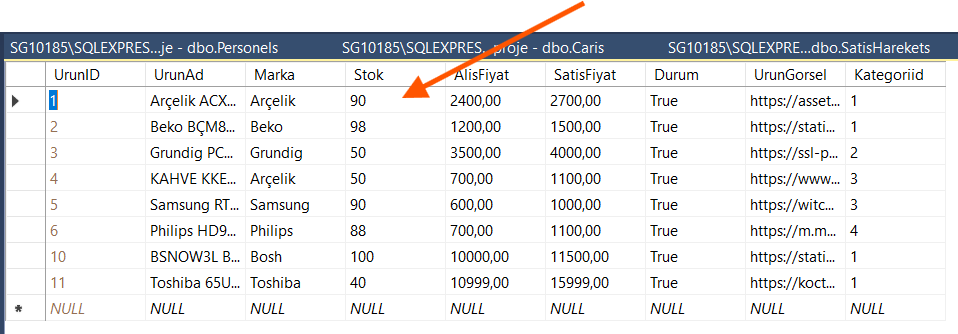 SG10185\SQLEXPRES...je - dbo.Personels SG10185\SQLEXPRES...proje - dbo.Caris SG10185\SQLEXPRE...dbo.SatisHarekets
UrunID UrunAd Marka Stok AlisFiyat SatisFiyat Durum UrunGorsel Kategoriid
1 Arçelik ACX... Arçelik 90 2400,00 2700,00 True https://asset... 1
2 Beko BÇM8... Beko 98 1200,00 1500,00 True https://stati... 1
3 Grundig PC... Grundig 50 3500,00 4000,00 True https://ssl-p... 2
4 KAHVE KKE... Arçelik 50 700,00 1100,00 True https://www... 3
5 Samsung RT... Samsung 90 600,00 1000,00 True https://witc... 3
6 Philips HD9... Philips 88 700,00 1100,00 True https://m.m... 4
10 BSNOW3L B... Bosh 100 10000,00 11500,00 True https://stati... 1
11 Toshiba 65U... Toshiba 40 10999,00 15999,00 True https://koct... 1
* NULL NULL NULL NULL NULL NULL NULL NULL NULL